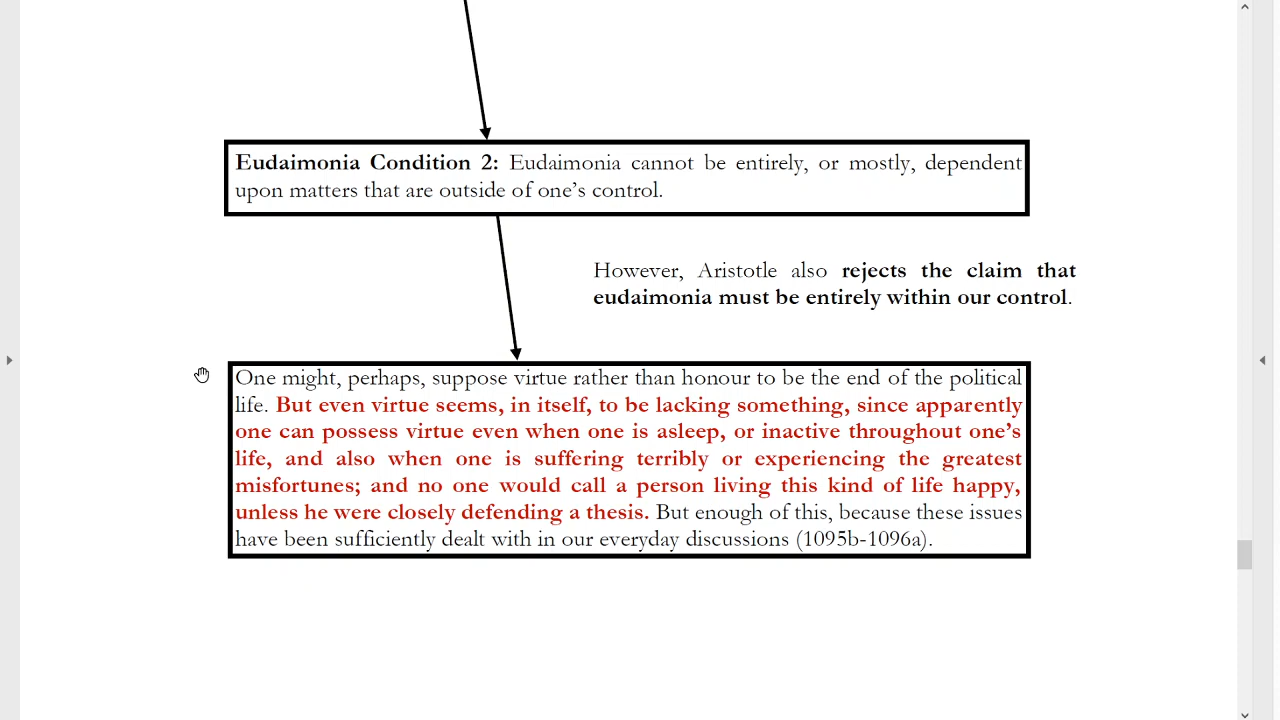 Eudaimonia Condition 2: Eudaimonia cannot be entirely, or mostly, dependent
upon matters that are outside of one’s control.
However, Aristotle also rejects the claim that
eudaimonia must be entirely within our control.
One might, perhaps, suppose virtue rather than honour to be the end of the political
life. But even virtue seems, in itself, to be lacking something, since apparently
one can possess virtue even when one is asleep, or inactive throughout one’s
life, and also when one is suffering terribly or experiencing the greatest
misfortunes; and no one would call a person living this kind of life happy,
unless he were closely defending a thesis. But enough of this, because these issues
have been sufficiently dealt with in our everyday discussions (1095b-1096a).